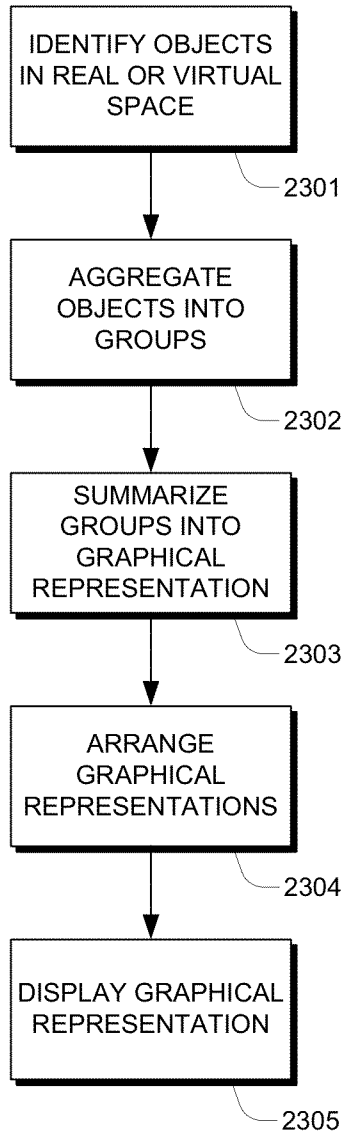 IDENTIFY OBJECTS
IN REAL OR VIRTUAL
SPACE
2301
AGGREGATE
OBJECTS INTO
GROUPS
2302
SUMMARIZE
GROUPS INTO
GRAPHICAL
REPRESENTATION
2303
ARRANGE
GRAPHICAL
REPRESENTATIONS
2304
DISPLAY GRAPHICAL
REPRESENTATION
2305